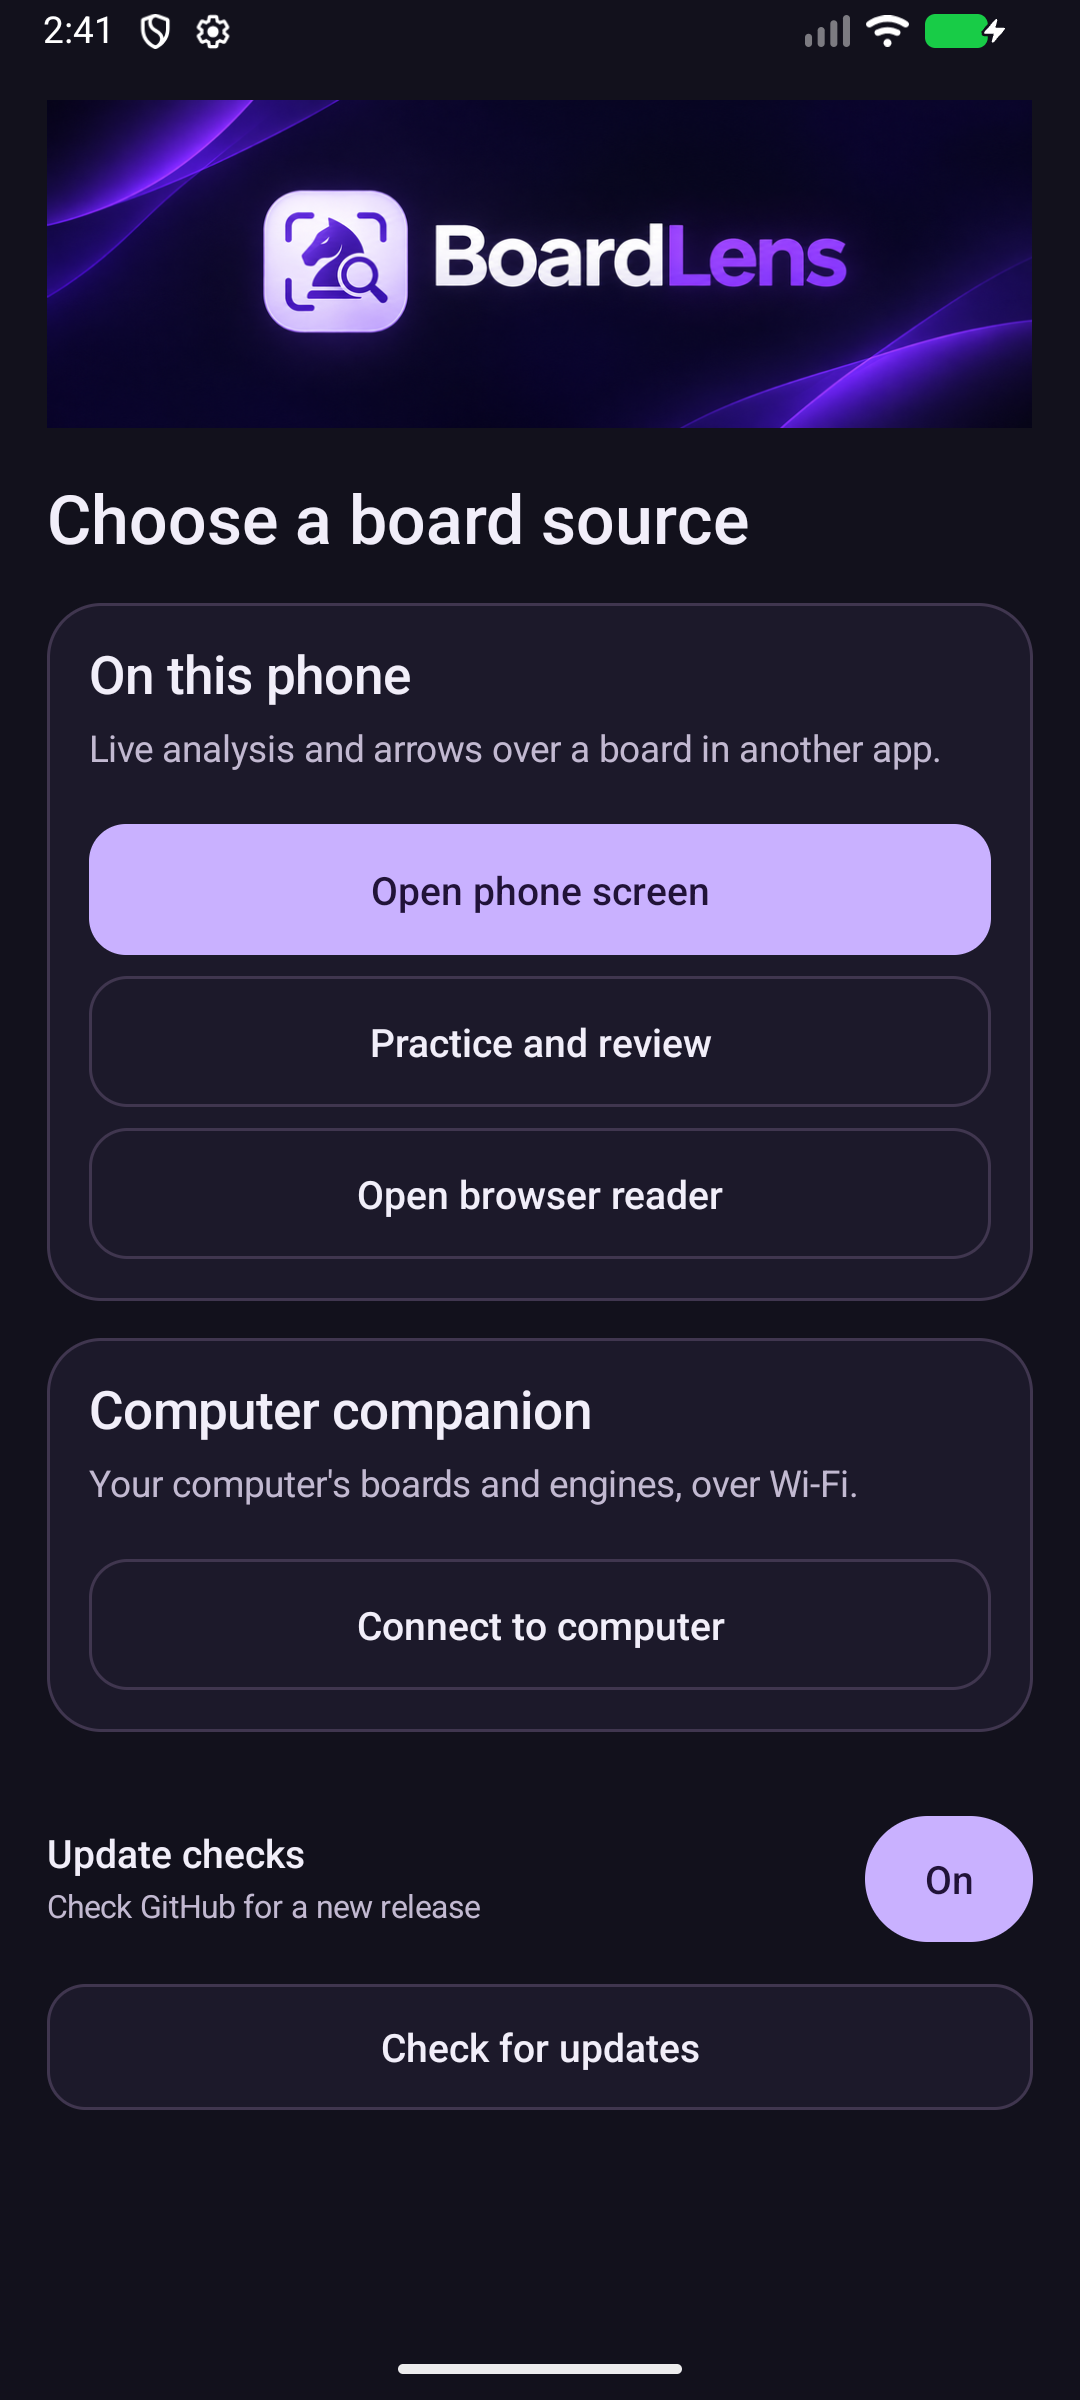 2:41
BoardLens
Choose a board source
On this phone
Live analysis and arrows over a board in another app.
Open phone screen
Practice and review
Open browser reader
Computer companion
Your computer's boards and engines, over Wi-Fi.
Connect to computer
Update checks
Check GitHub for a new release
On
Check for updates